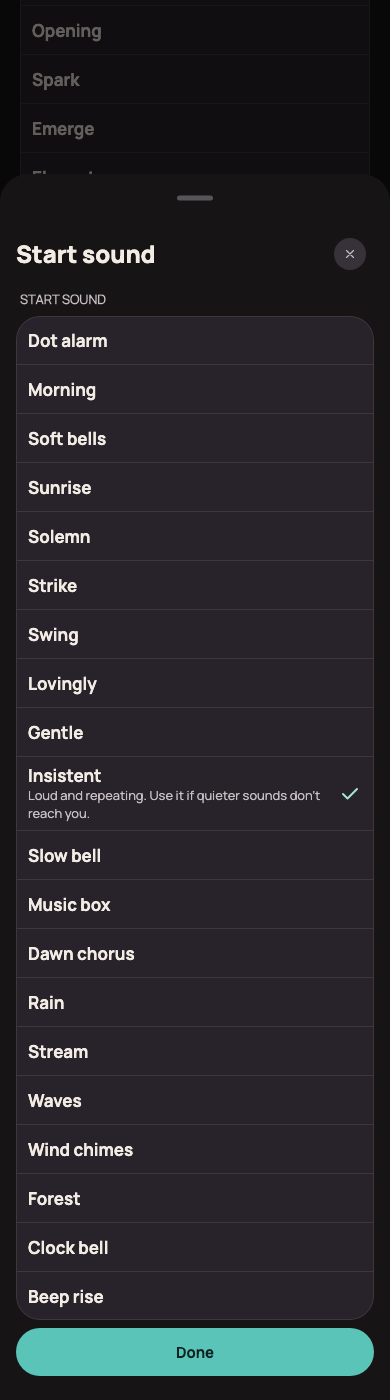 Opening
Spark
Emerge
Start sound
START SOUND
Dot alarm
Morning
Soft bells
Sunrise
Solemn
Strike
Swing
Lovingly
Gentle
Insistent
Loud and repeating. Use it if quieter sounds don't
reach you.
Slow bell
Music box
Dawn chorus
Rain
Stream
Waves
Wind chimes
Forest
Clock bell
Beep rise
Done